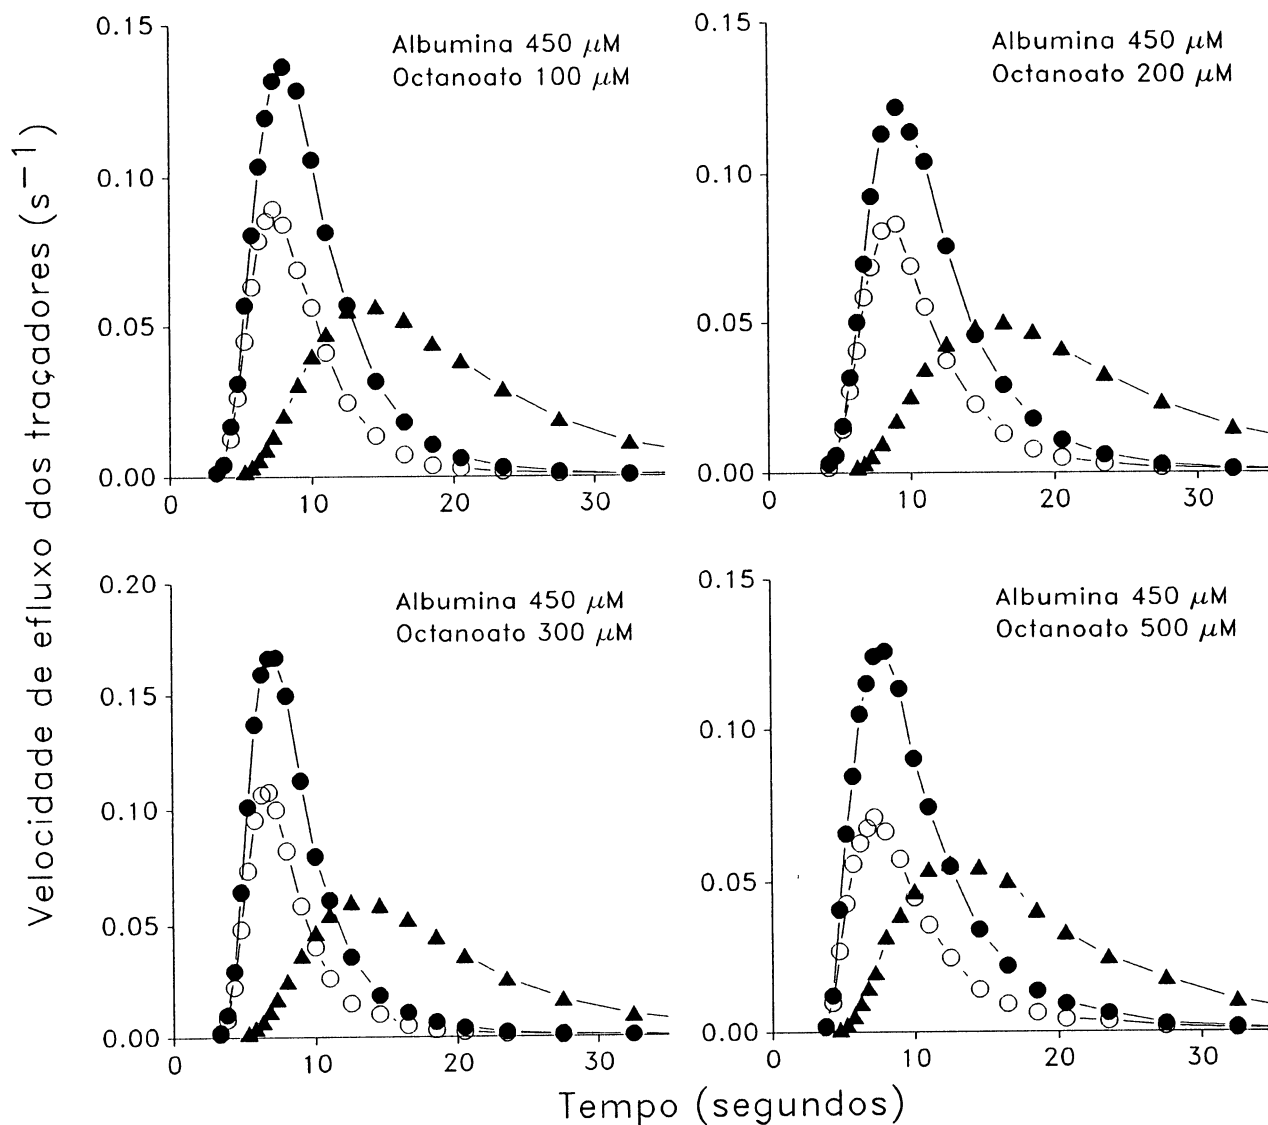 Velocidade de efluxo dos traçadores (s⁻¹)
0.15
0.10
0.05
0.00
0 10 20 30
Albumina 450 μM
Octanoato 100 μM
0.15
0.10
0.05
0.00
0 10 20 30
Albumina 450 μM
Octanoato 200 μM
0.20
0.15
0.10
0.05
0.00
0 10 20 30
Albumina 450 μM
Octanoato 300 μM
0.15
0.10
0.05
0.00
0 10 20 30
Albumina 450 μM
Octanoato 500 μM
Tempo (segundos)